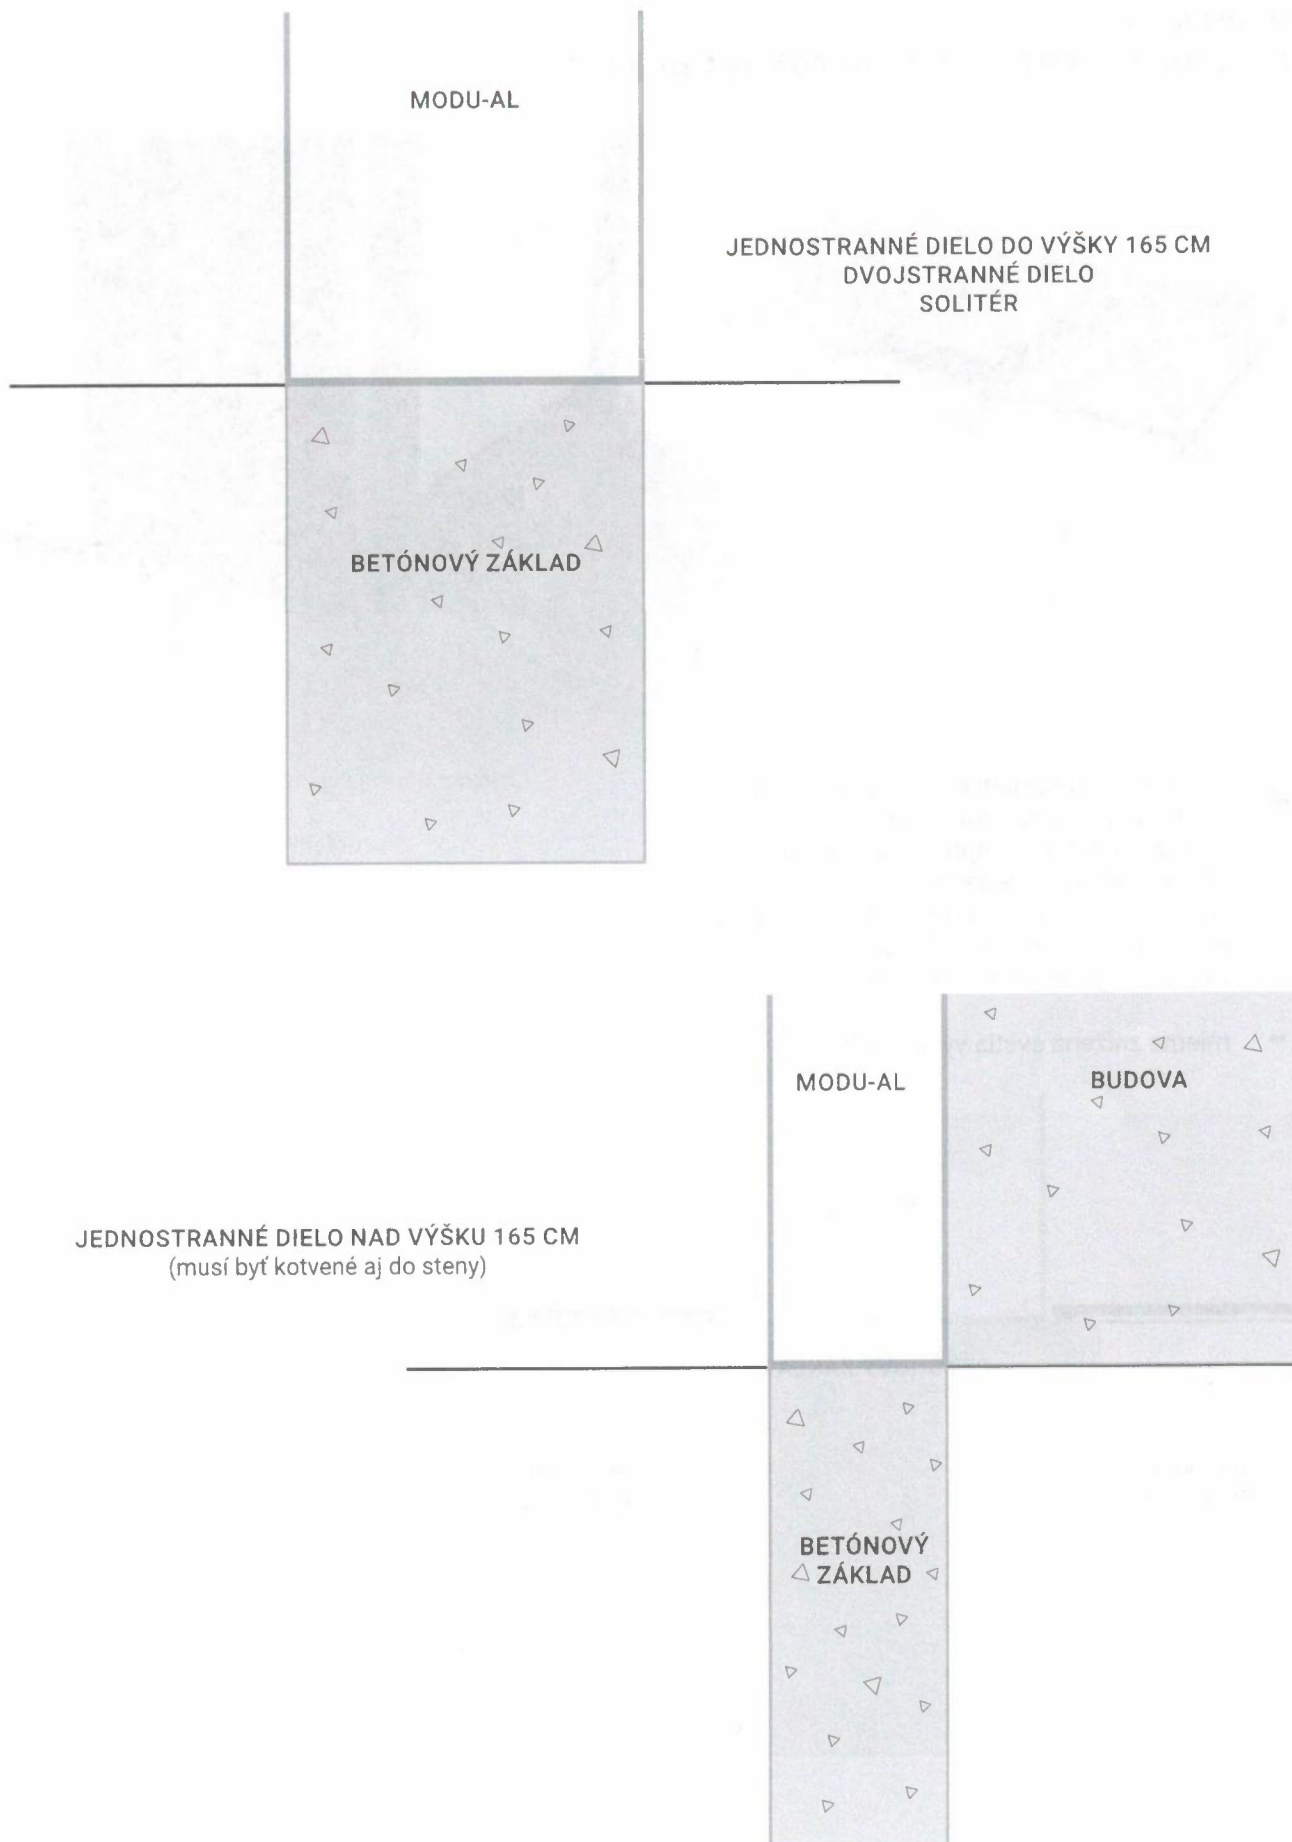 MODU-AL
JEDNOSTRANNÉ DIELO DO VÝŠKY 165 CM
DVOJSTRANNÉ DIELO
SOLITÉR
BETÓNOVÝ ZÁKLAD
MODU-AL
BUDOVA
JEDNOSTRANNÉ DIELO NAD VÝŠKU 165 CM
(musí byť kotvené aj do steny)
BETÓNOVÝ
ZÁKLAD